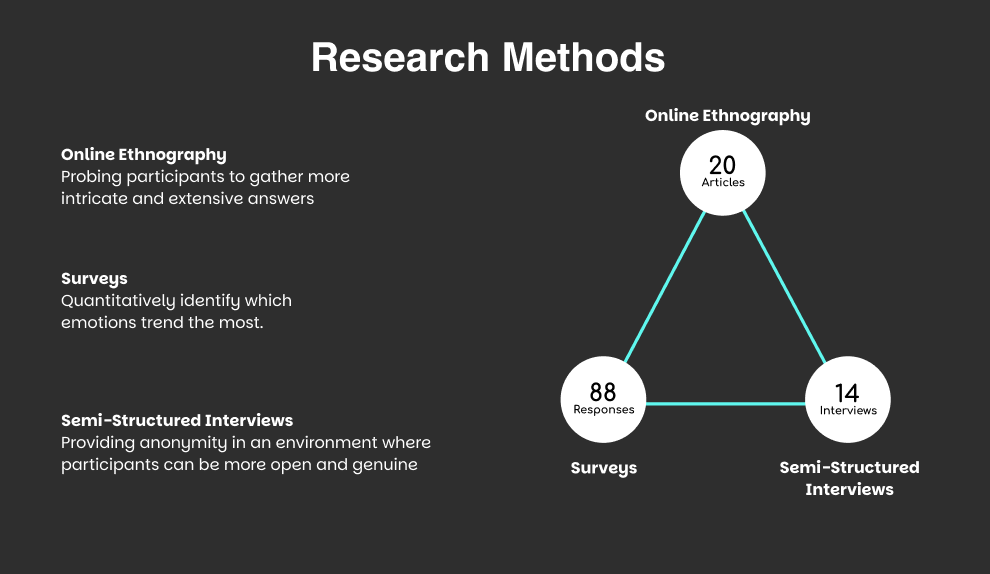 Research Methods
Online Ethnography
Probing participants to gather more
intricate and extensive answers
Surveys
Quantitatively identify which
emotions trend the most.
Semi-Structured Interviews
Providing anonymity in an environment where
participants can be more open and genuine
Online Ethnography
20
Articles
88
Responses
Surveys
14
Interviews
Semi-Structured
Interviews